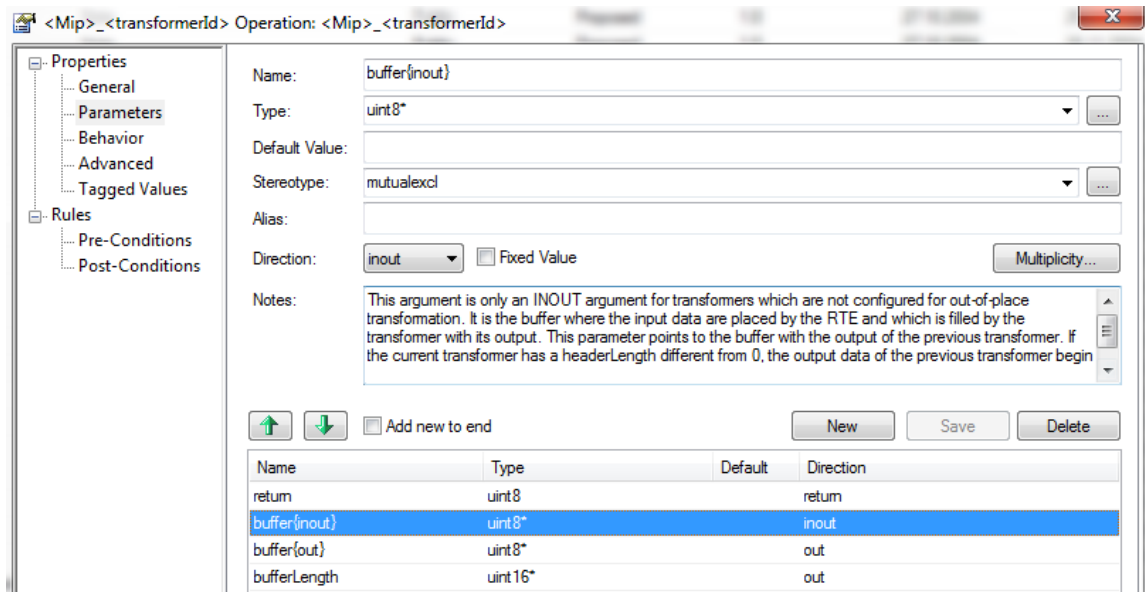 <Mip>_<transformerId> Operation: <Mip>_<transformerId>
Properties
General
Parameters
Behavior
Advanced
Tagged Values
Rules
Pre-Conditions
Post-Conditions
Name: buffer{inout}
Type: uint8* ...
Default Value:
Stereotype: mutualexcl ...
Alias:
Direction: inout Fixed Value Multiplicity...
Notes: This argument is only an INOUT argument for transformers which are not configured for out-of-place
transformation. It is the buffer where the input data are placed by the RTE and which is filled by the
transformer with its output. This parameter points to the buffer with the output of the previous transformer. If
the current transformer has a headerLength different from 0, the output data of the previous transformer begin
Add new to end New Save Delete
Name Type Default Direction
return uint8 return
buffer{inout} uint8* inout
buffer{out} uint8* out
bufferLength uint16* out